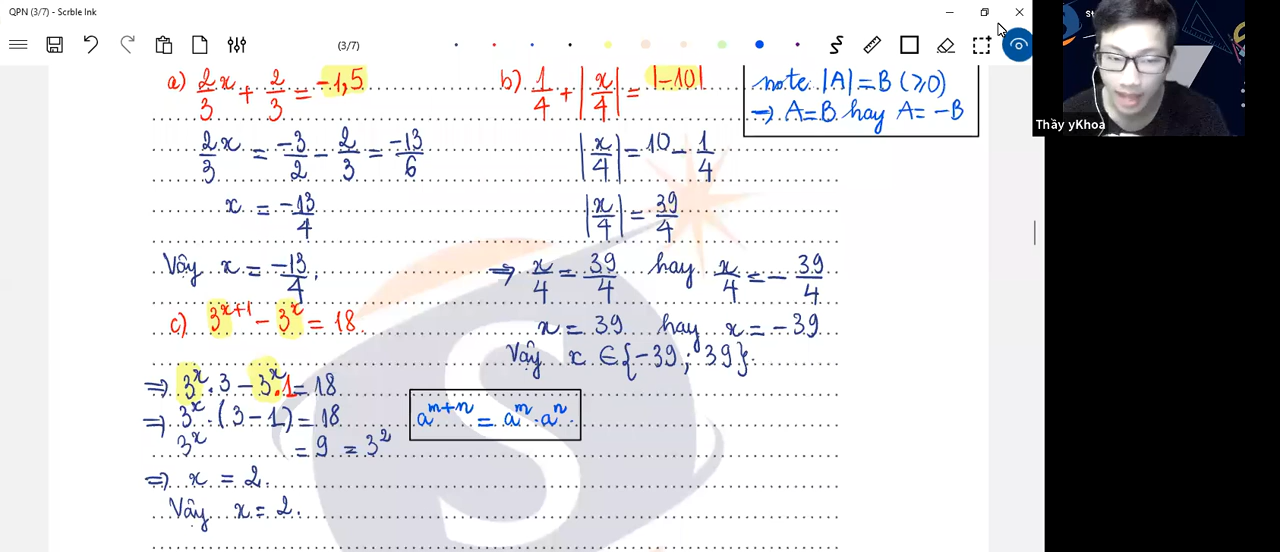 QPN (3/7) - Scrble Ink
(3/7)
a) 2/3 x + 2/3 = -1,5
2/3 x = -3/2 - 2/3 = -13/6
x = -13/4
Vậy x = -13/4.
b) 1/4 + |x/4| = |-10|
|x/4| = 10 - 1/4
|x/4| = 39/4
⇒ x/4 = 39/4 hay x/4 = - 39/4
x = 39 hay x = -39
Vậy x ∈ {-39; 39}.
note |A| = B (≥0)
⇒ A = B hay A = -B
c) 3^(x+1) - 3^x = 18
⇒ 3^x . 3 - 3^x . 1 = 18
⇒ 3^x . (3 - 1) = 18
3^x = 9 = 3^2
⇒ x = 2.
Vậy x = 2.
a^(m+n) = a^m . a^n.
Thầy yKhoa